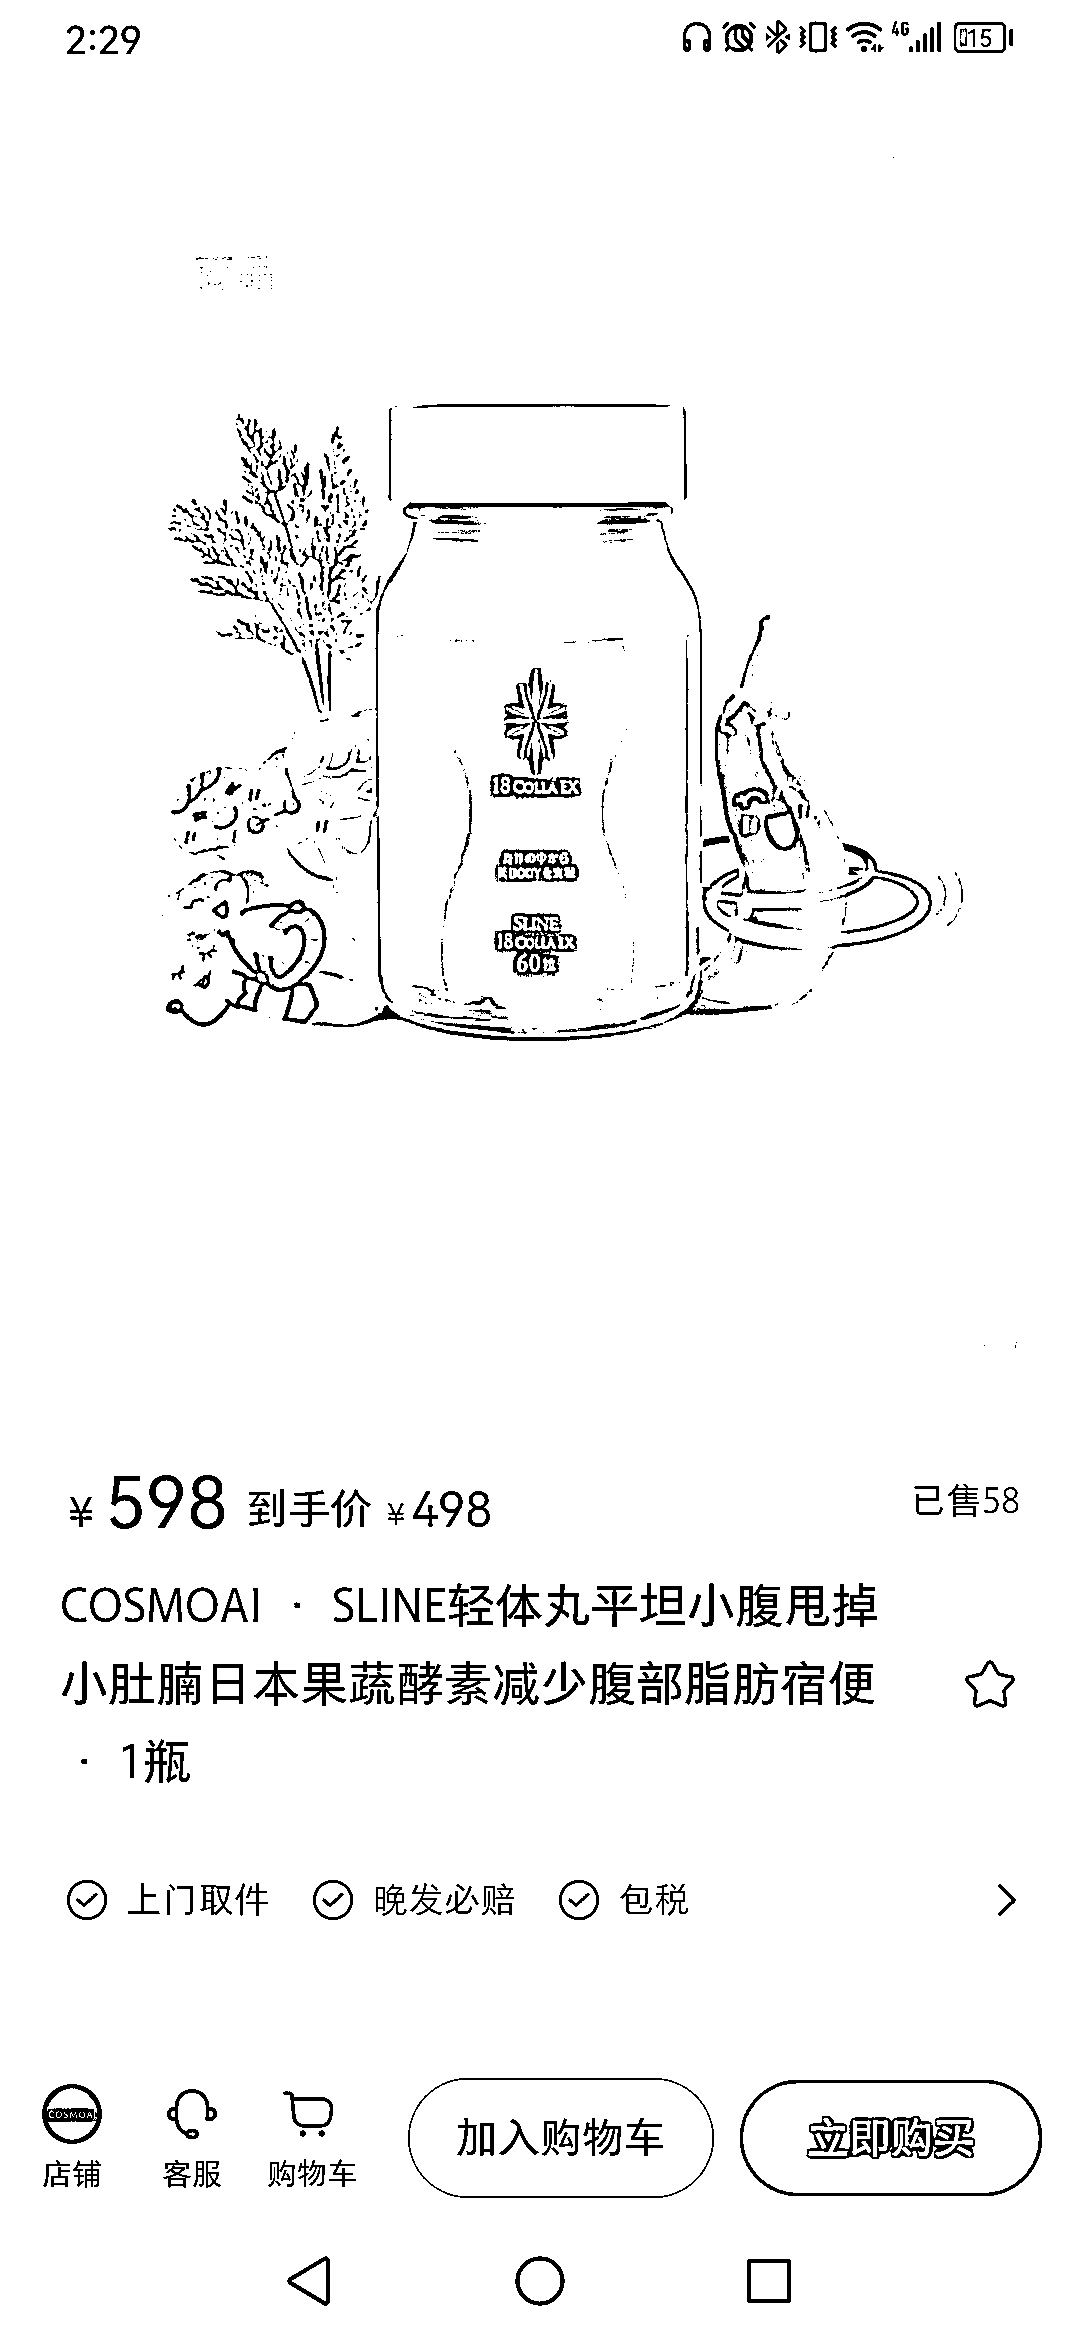 2:29
4G 15
18 COLLA EX
SLINE
18 COLLA EX
60
¥598 到手价 ¥498 已售58
COSMOAI · SLINE轻体丸平坦小腹甩掉
小肚腩日本果蔬酵素减少腹部脂肪宿便
· 1瓶
上门取件 晚发必赔 包税
COSMOAI
店铺 客服 购物车 加入购物车 立即购买